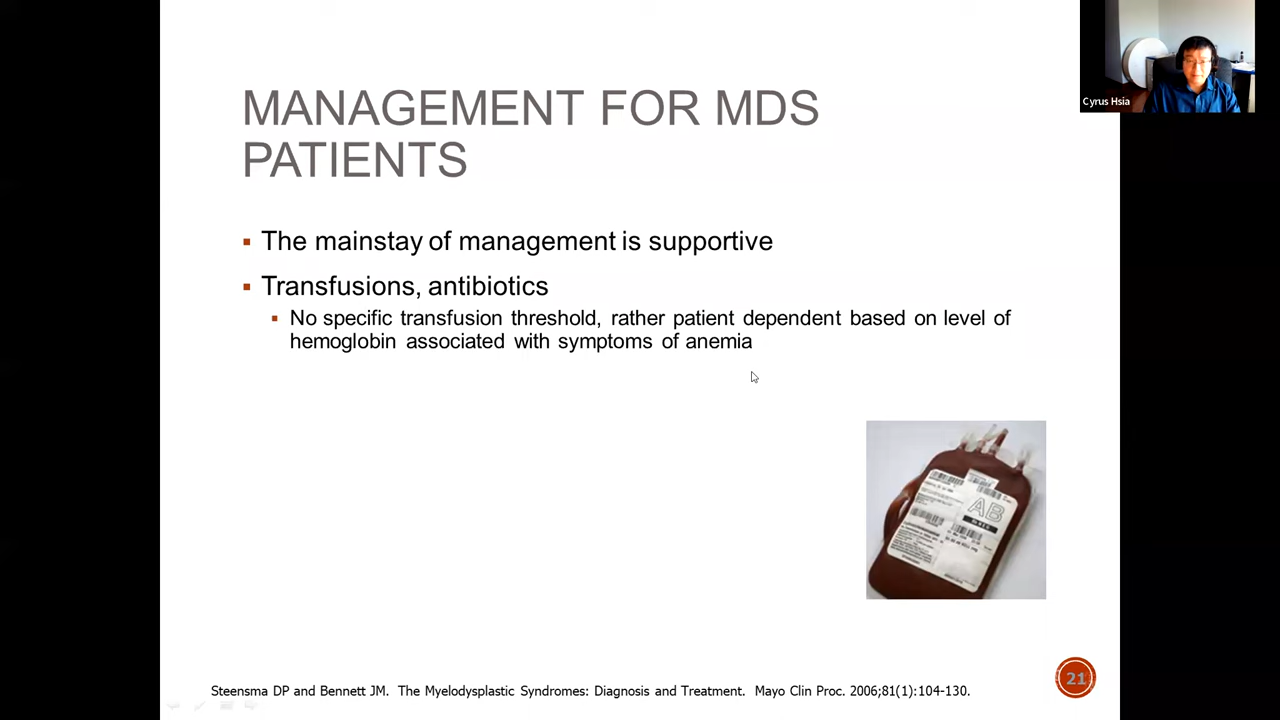 Cyrus Hsia
MANAGEMENT FOR MDS
PATIENTS
The mainstay of management is supportive
Transfusions, antibiotics
No specific transfusion threshold, rather patient dependent based on level of
hemoglobin associated with symptoms of anemia
AB
Steensma DP and Bennett JM. The Myelodysplastic Syndromes: Diagnosis and Treatment. Mayo Clin Proc. 2006;81(1):104-130.
21